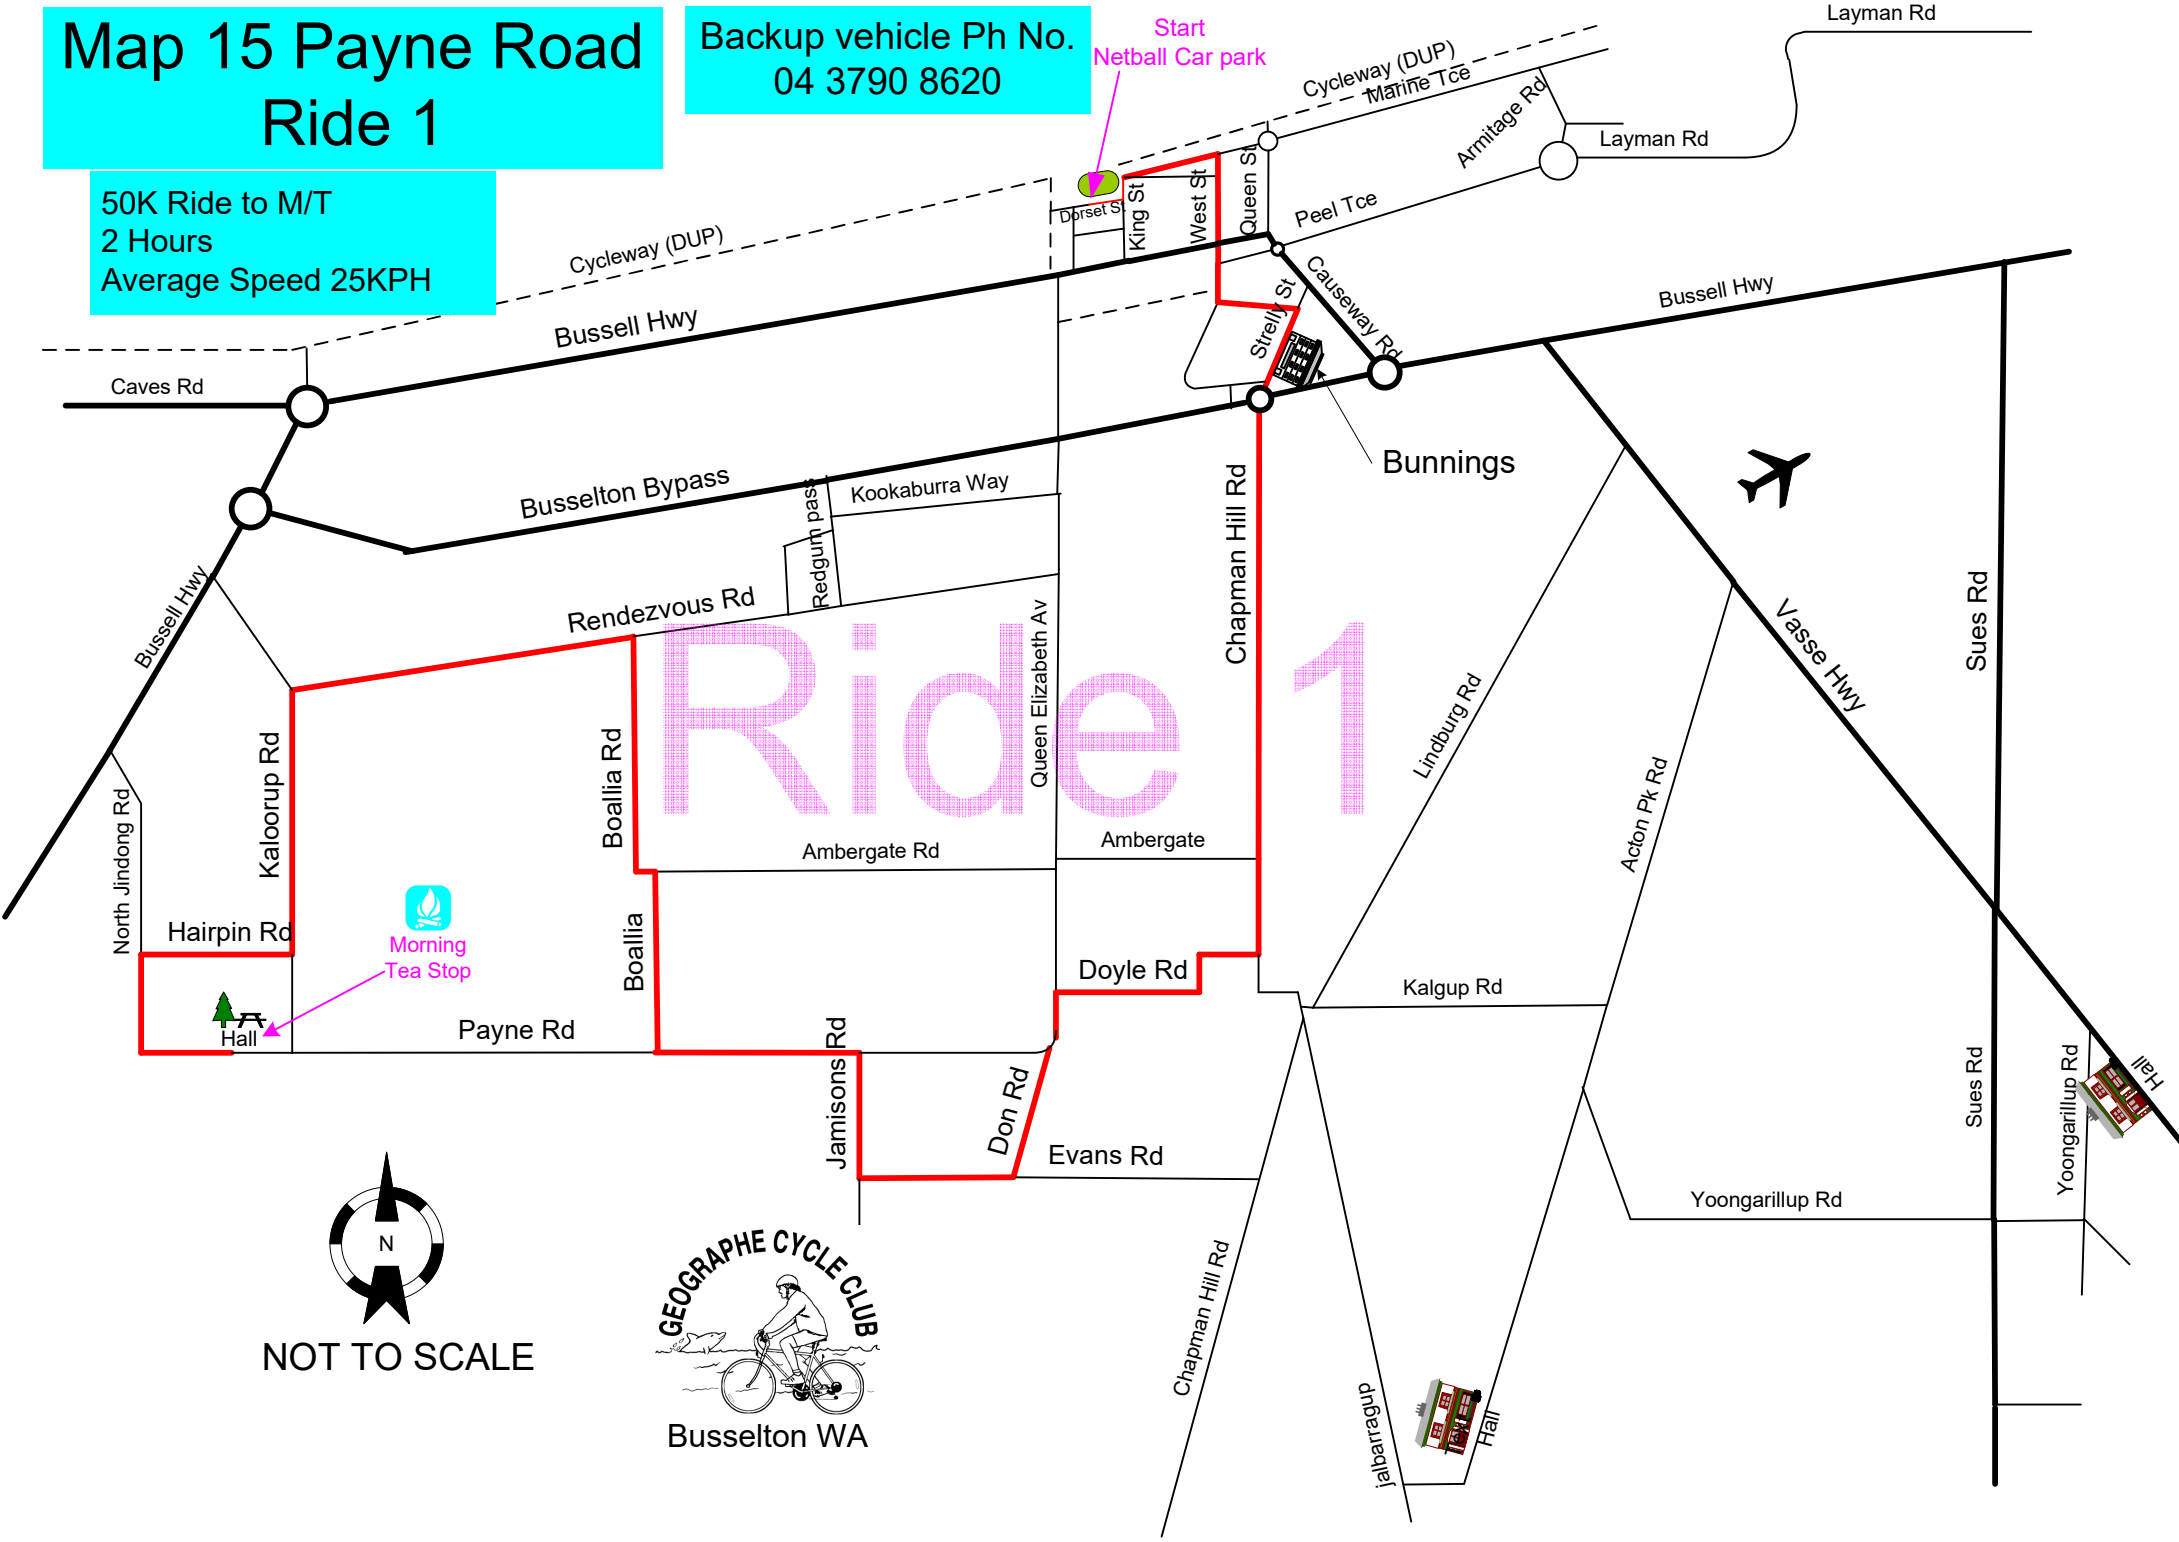 Map 15 Payne Road
Ride 1
Backup vehicle Ph No.
04 3790 8620
50K Ride to M/T
2 Hours
Average Speed 25KPH
Start
Netball Car park
Cycleway (DUP)
Marine Tce
Armitage Rd
Layman Rd
Layman Rd
Queen St
West St
King St
Dorset St
Peel Tce
Cycleway (DUP)
Bussell Hwy
Causeway Rd
Strelly St
Bussell Hwy
Caves Rd
Bunnings
Busselton Bypass
Redgum pass
Kookaburra Way
Chapman Hill Rd
Bussell Hwy
Rendezvous Rd
Queen Elizabeth Av
Ride 1
Lindburg Rd
Vasse Hwy
Sues Rd
Acton Pk Rd
North Jindong Rd
Kaloorup Rd
Boallia Rd
Ambergate Rd
Ambergate
Hairpin Rd
Morning
Tea Stop
Boallia
Doyle Rd
Kalgup Rd
Hall
Payne Rd
Jamisons Rd
Don Rd
Evans Rd
Sues Rd
Yoongarillup Rd
Hall
Yoongarillup Rd
N
NOT TO SCALE
GEOGRAPHE CYCLE CLUB
Busselton WA
Chapman Hill Rd
jalbarragup
Hall